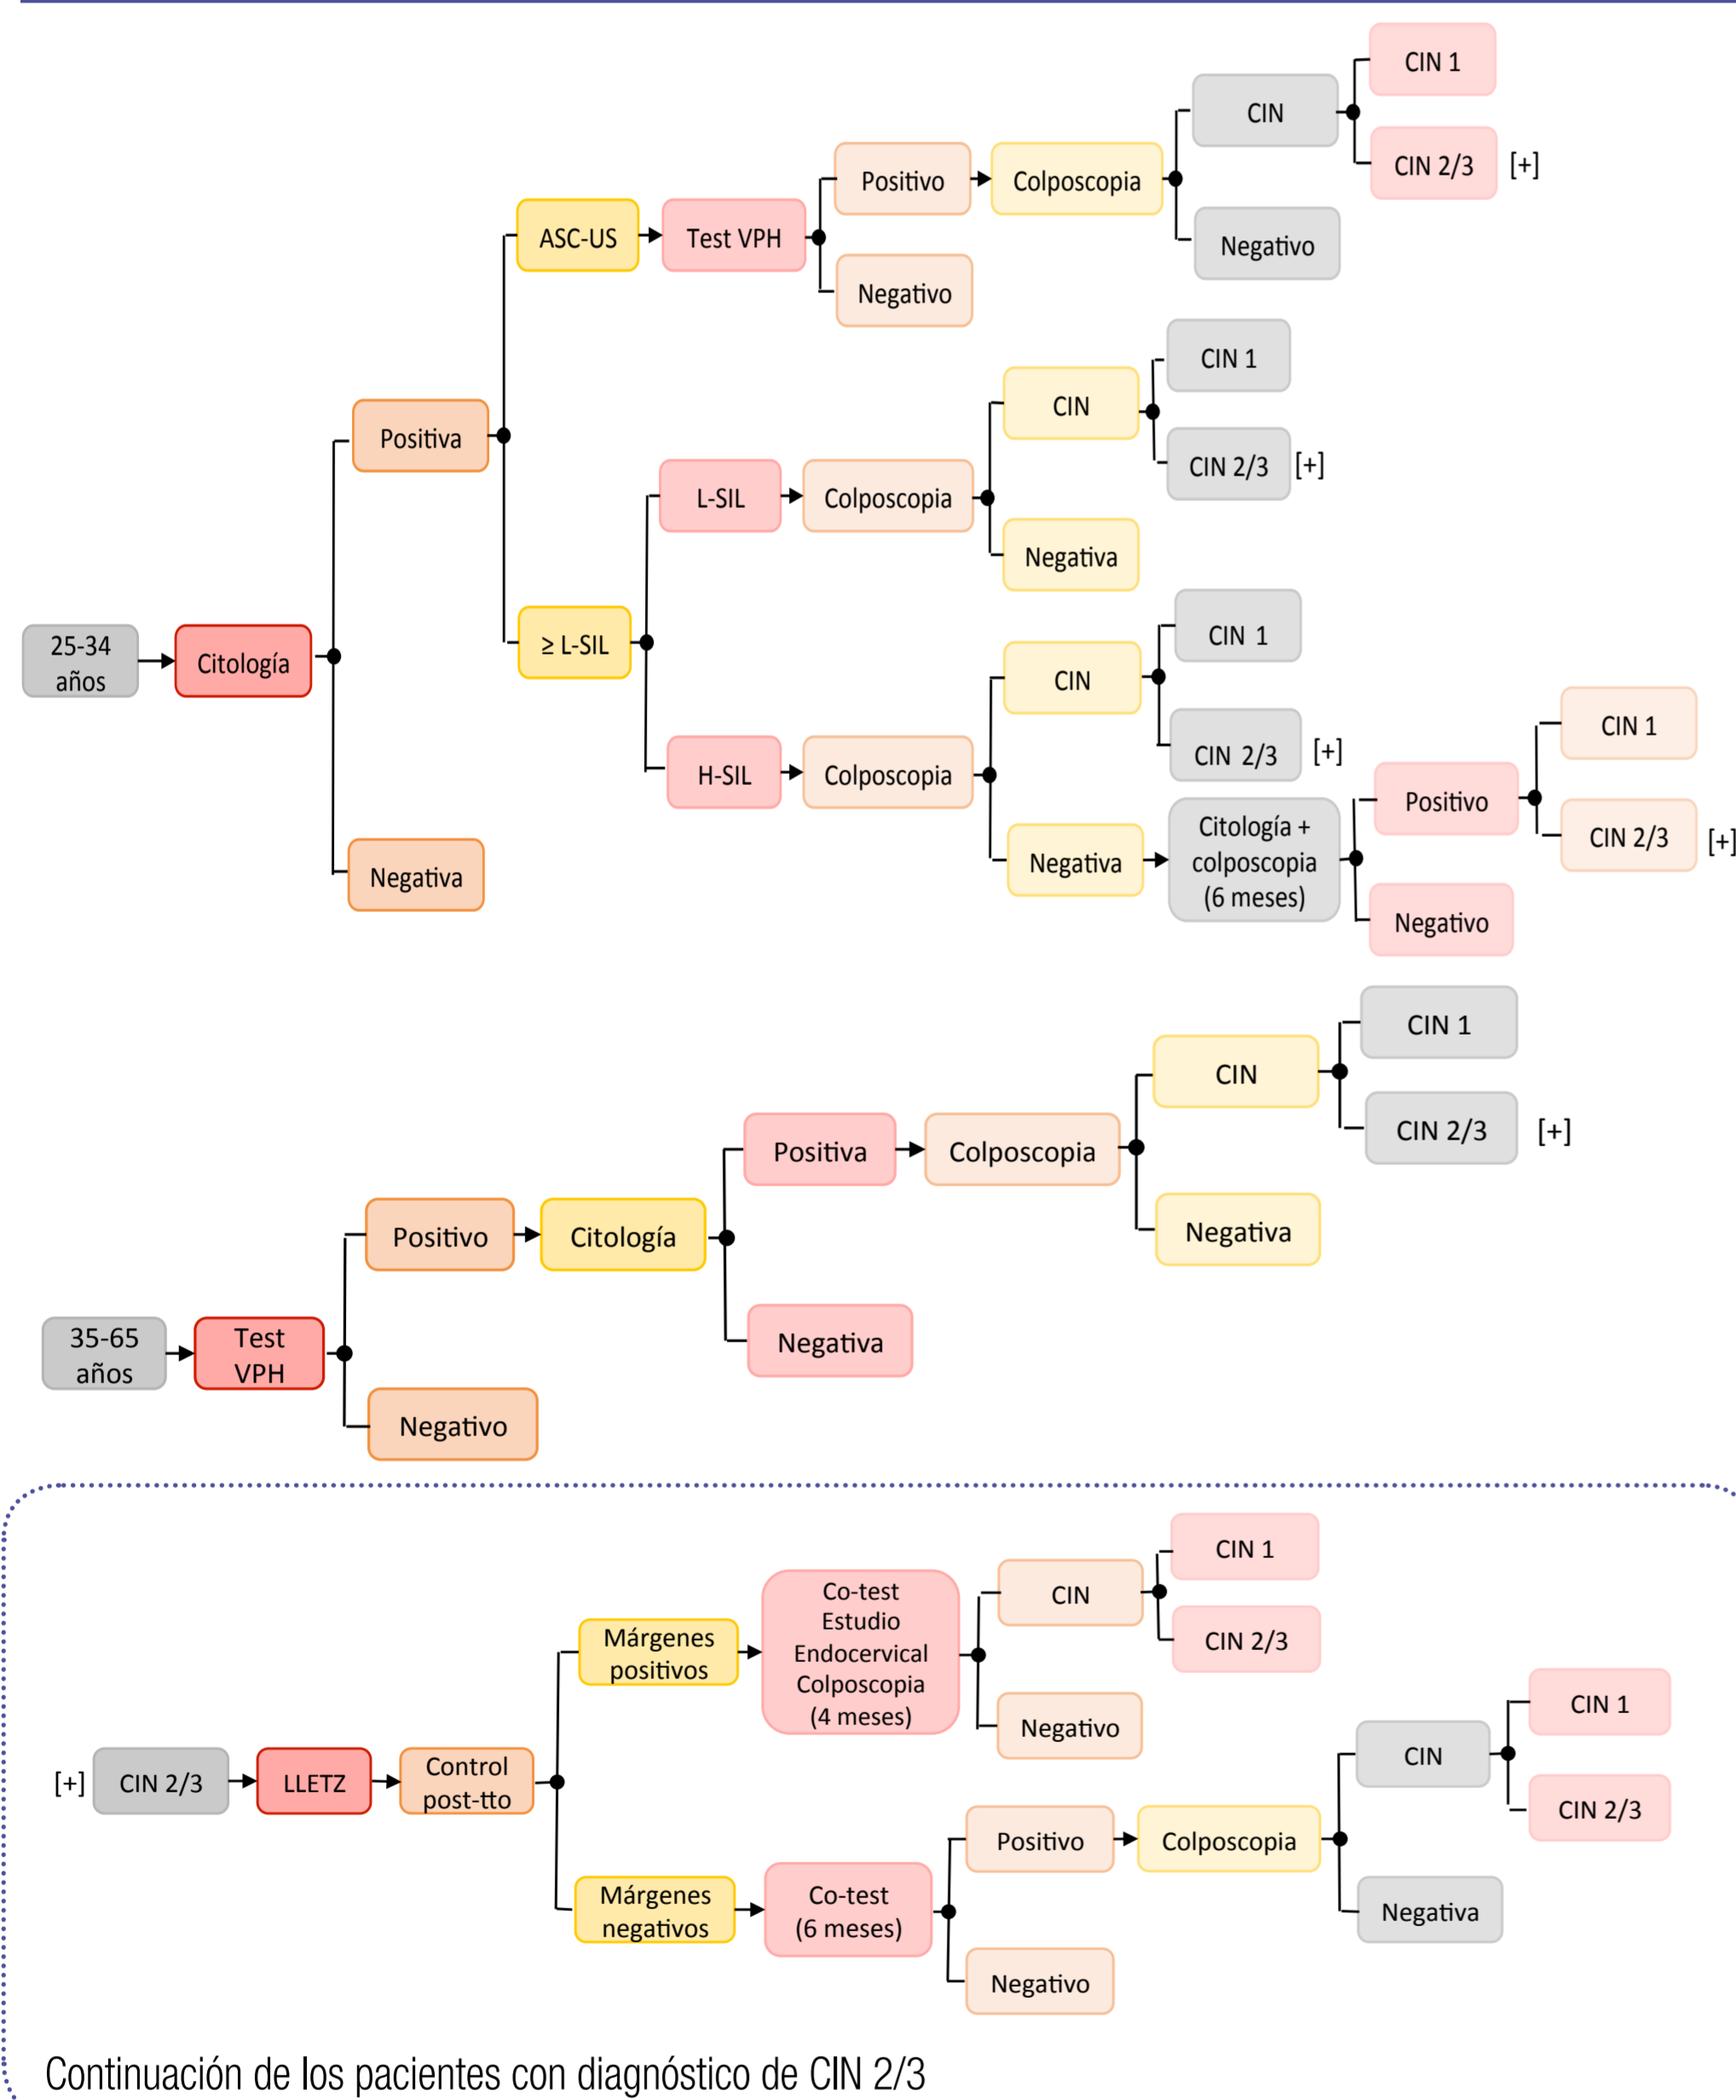 CIN 1
CIN
CIN 2/3 [+]
Positivo
Colposcopia
ASC-US
Test VPH
Negativo
Negativo
CIN 1
CIN
CIN 2/3 [+]
Positiva
L-SIL
Colposcopia
Negativa
25-34
años
Citología
≥ L-SIL
CIN 1
CIN
CIN 2/3 [+]
H-SIL
Colposcopia
Negativa
Negativa
Citología +
colposcopia
(6 meses)
CIN 1
Positivo
CIN 2/3 [+]
Negativo
CIN 1
CIN
CIN 2/3 [+]
Positiva
Colposcopia
Negativa
Positivo
Citología
Negativa
35-65
años
Test
VPH
Negativo
CIN 1
CIN
CIN 2/3
Márgenes
positivos
Co-test
Estudio
Endocervical
Colposcopia
(4 meses)
Negativo
[+] CIN 2/3
LLETZ
Control
post-tto
CIN 1
CIN
CIN 2/3
Positivo
Colposcopia
Márgenes
negativos
Co-test
(6 meses)
Negativa
Negativo
Continuación de los pacientes con diagnóstico de CIN 2/3